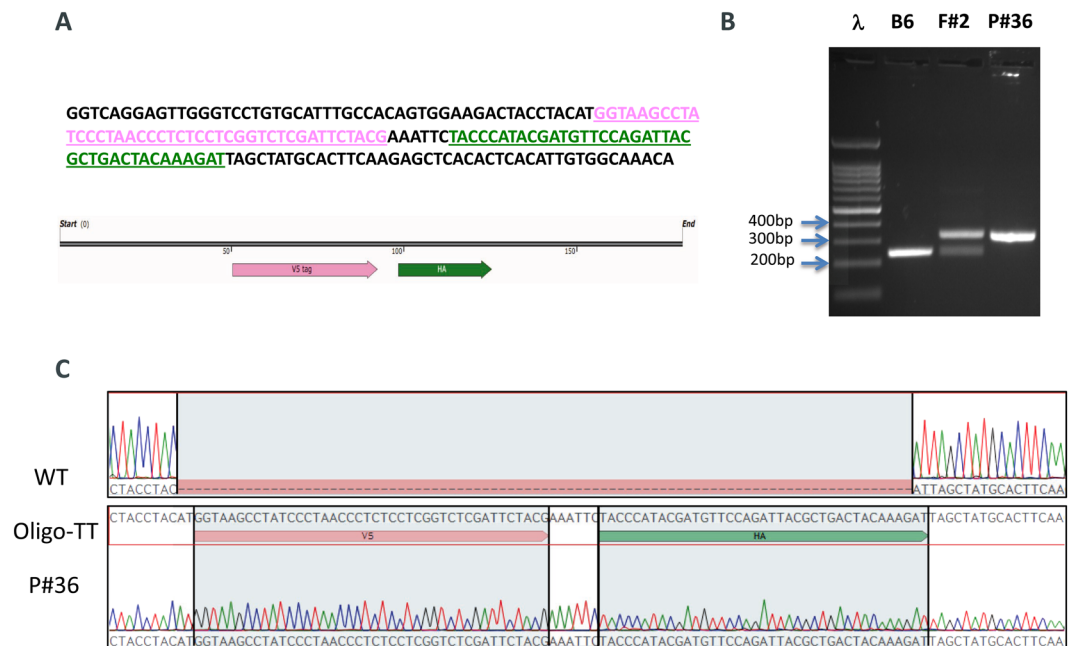 A
B
λ B6 F#2 P#36
GGTCAGGAGTTGGGTCCTGTGCATTTGCCACAGTGGAAGACTACCTACATGGTAAGCCTA
TCCCTAACCCTCTCCTCGGTCTCGATTCTACGAAATTCTACCCATACGATGTTCCAGATTAC
GCTGACTACAAAGATTAGCTATGCACTTCAAGAGCTCACACTCACATTGTGGCAAACA
Start (0)
End
50
100
150
V5 tag
HA
400bp
300bp
200bp
C
WT
CTACCTAC
ATTAGCTATGCACTTCAA
Oligo-TT
CTACCTACATGGTAAGCCTATCCCTAACCCTCTCCTCGGTCTCGATTCTACGAAATTCTACCCATACGATGTTCCAGATTACGCTGACTACAAAGATTAGCTATGCACTTCAA
V5
HA
P#36
CTACCTACATGGTAAGCCTATCCCTAACCCTCTCCTCGGTCTCGATTCTACGAAATTCTACCCATACGATGTTCCAGATTACGCTGACTACAAAGATTAGCTATGCACTTCAA